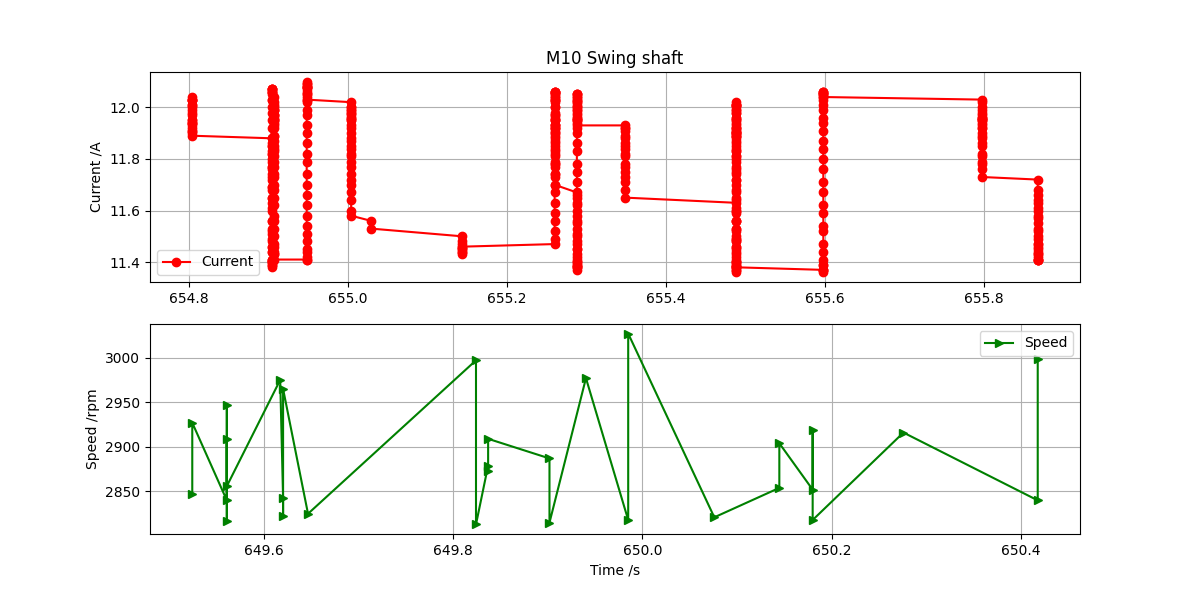 M10 Swing shaft
Current /A
12.0
11.8
11.6
11.4
Current
654.8 655.0 655.2 655.4 655.6 655.8
Speed /rpm
3000
2950
2900
2850
Speed
649.6 649.8 650.0 650.2 650.4
Time /s